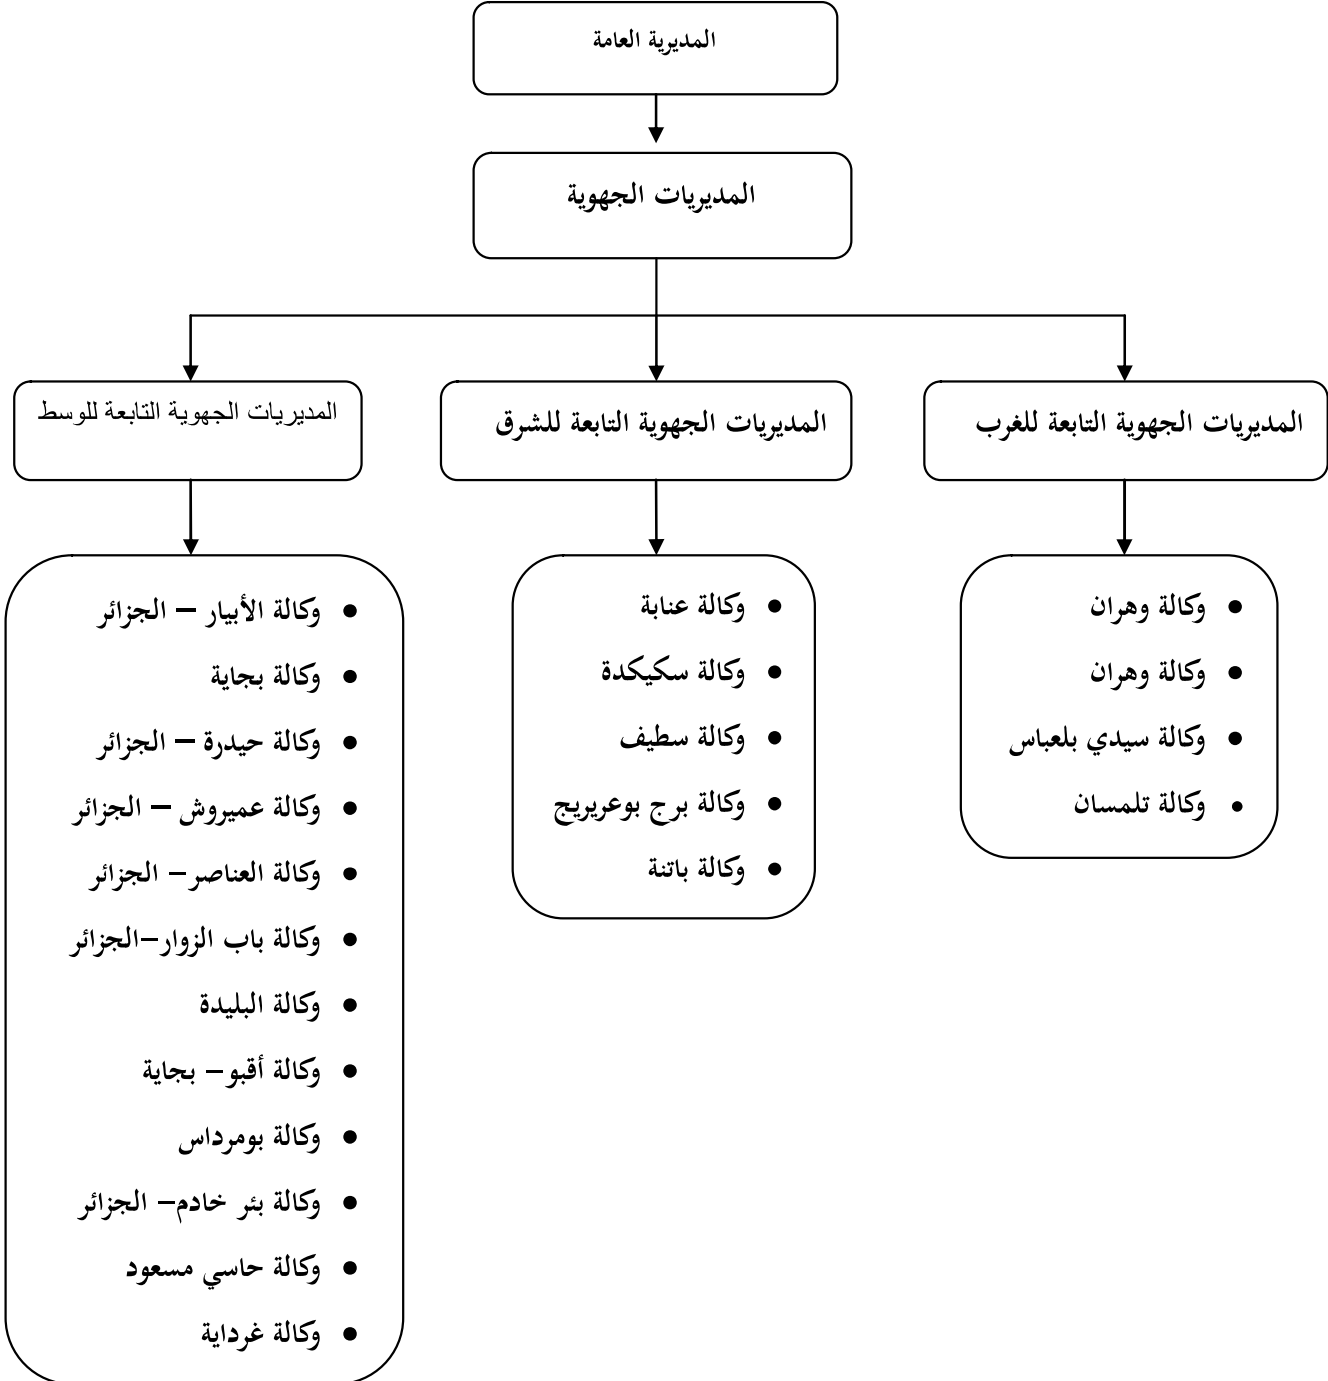 المديرية العامة
المديريات الجهوية
المديريات الجهوية التابعة للغرب
المديريات الجهوية التابعة للشرق
المديريات الجهوية التابعة للوسط
• وكالة وهران
• وكالة وهران
• وكالة سيدي بلعباس
• وكالة تلمسان
• وكالة عنابة
• وكالة سكيكدة
• وكالة سطيف
• وكالة برج بوعريريج
• وكالة باتنة
• وكالة الأبيار – الجزائر
• وكالة بجاية
• وكالة حيدرة – الجزائر
• وكالة عميروش – الجزائر
• وكالة العناصر– الجزائر
• وكالة باب الزوار–الجزائر
• وكالة البليدة
• وكالة أقبو– بجاية
• وكالة بومرداس
• وكالة بئر خادم– الجزائر
• وكالة حاسي مسعود
• وكالة غرداية